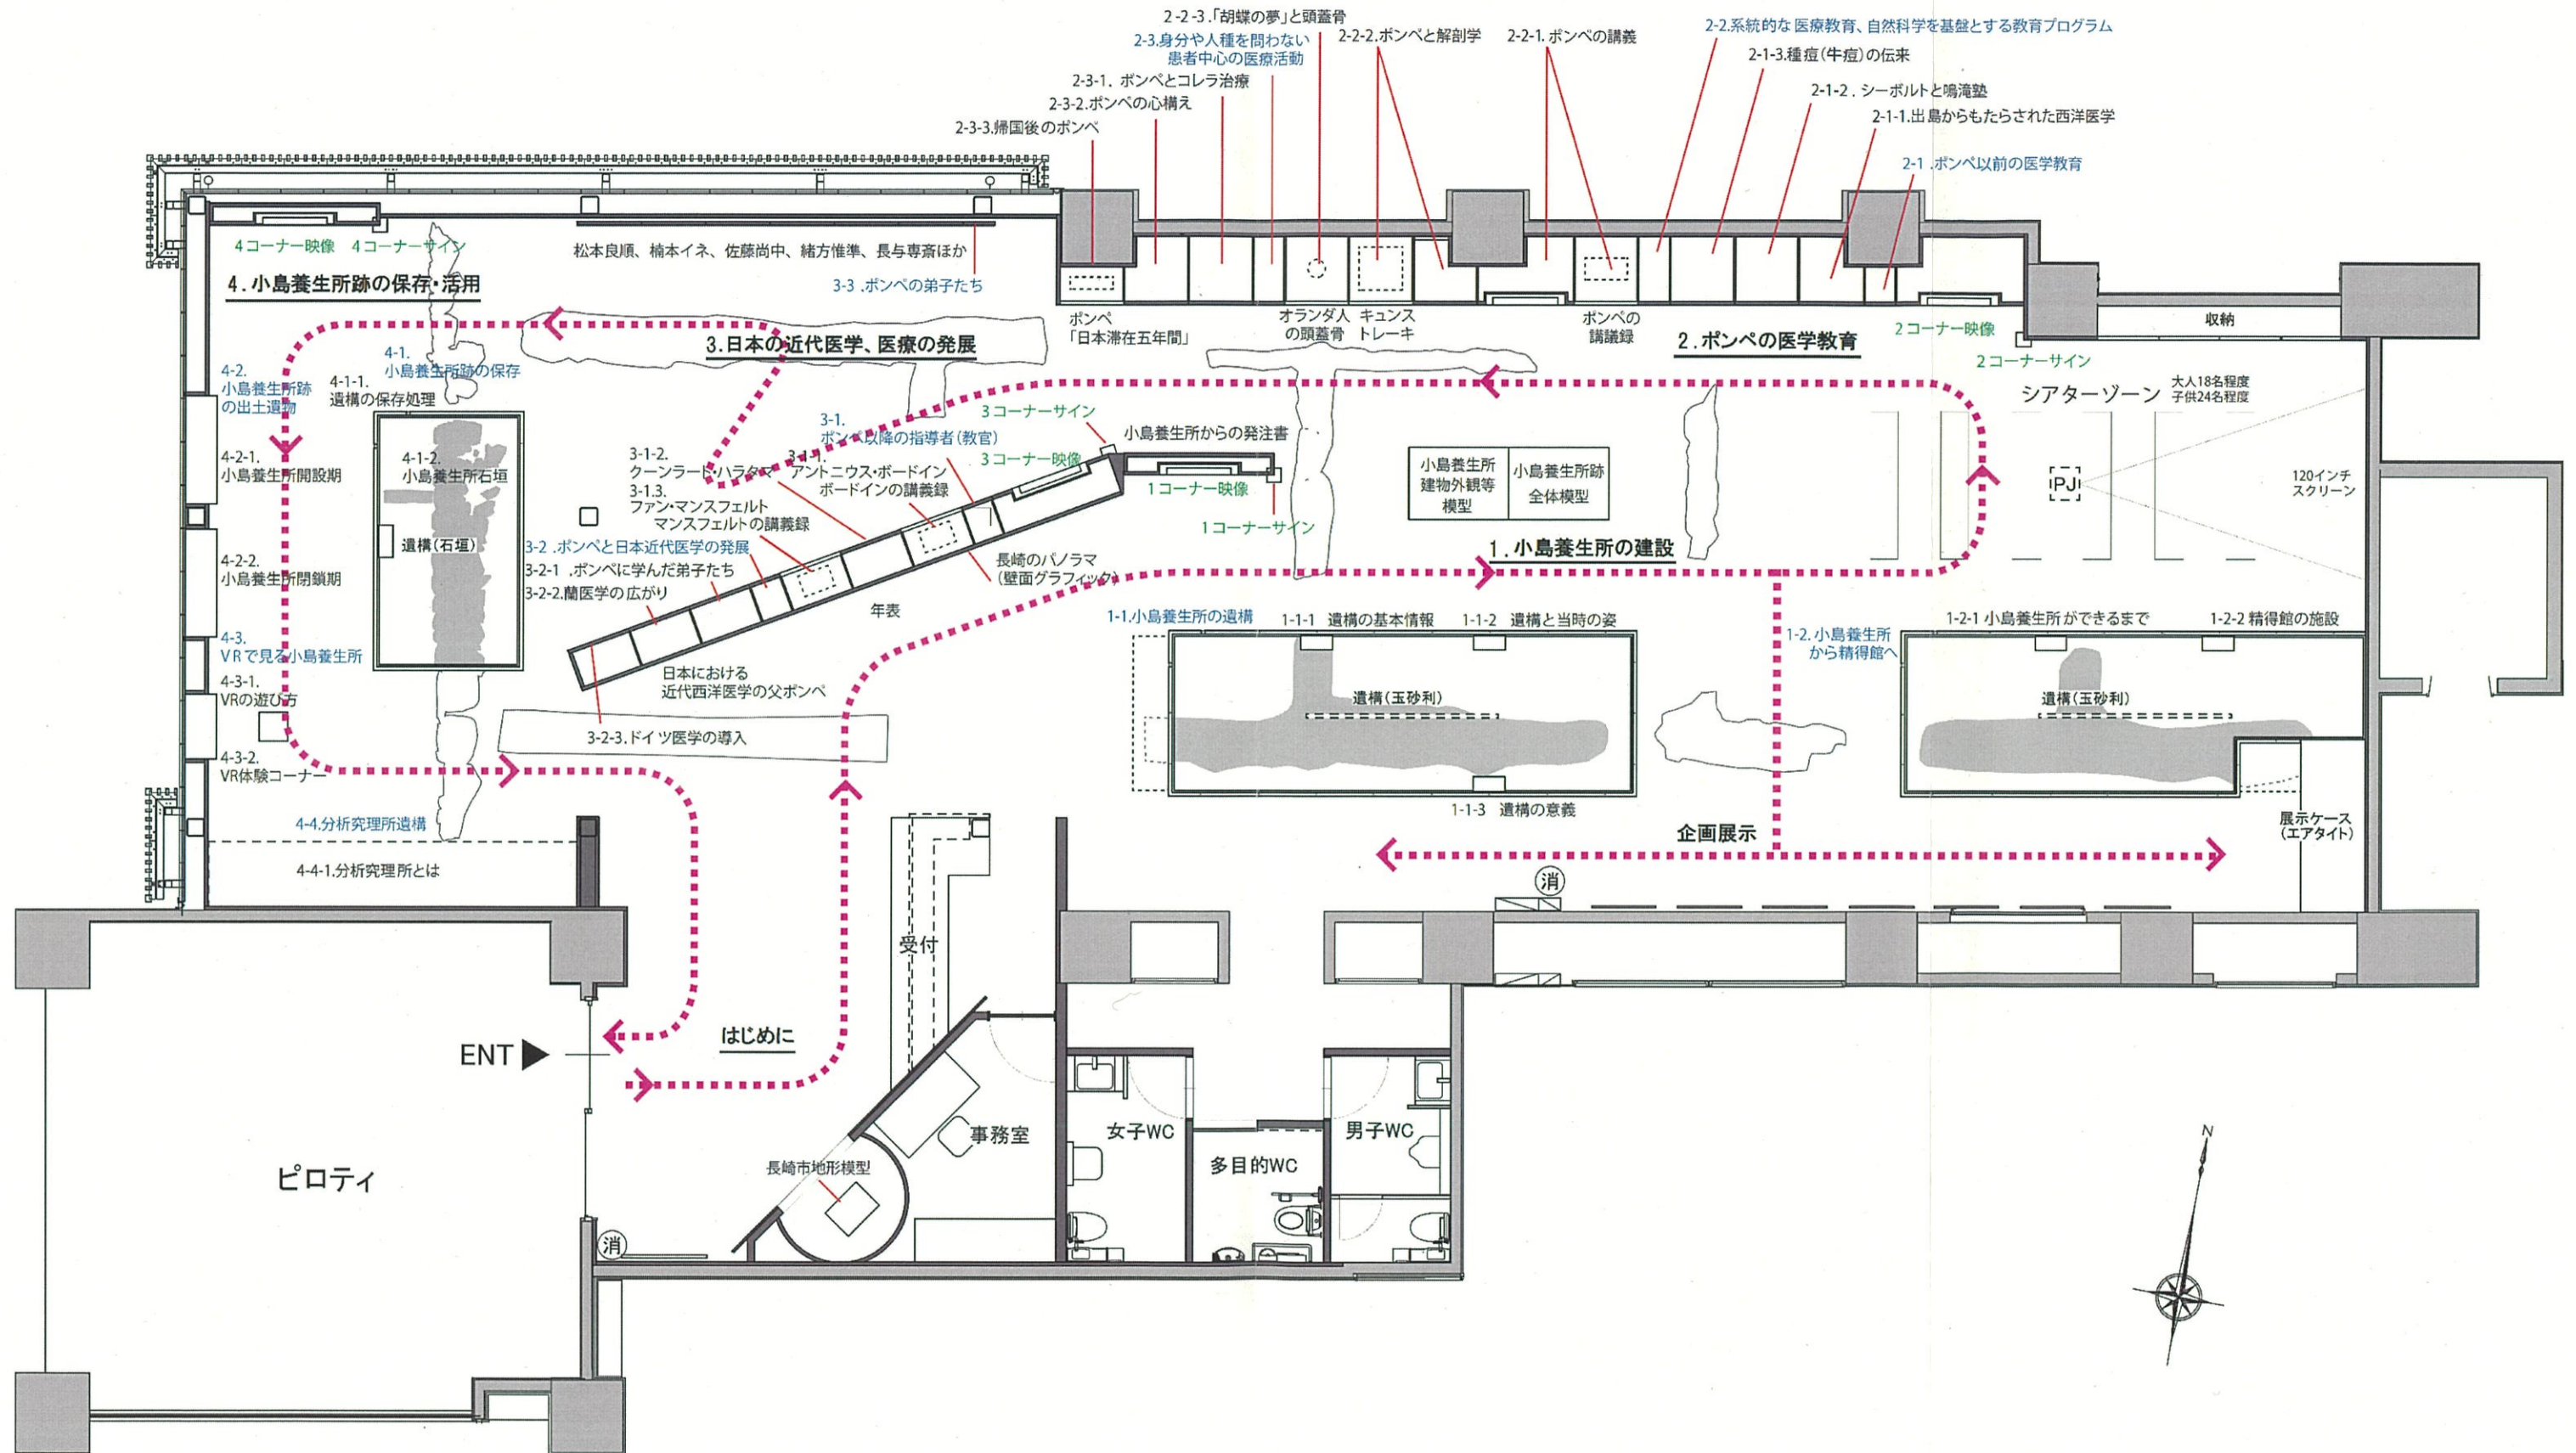 2-2-3.「胡蝶の夢」と頭蓋骨
2-3.身分や人種を問わない
患者中心の医療活動
2-2-2.ポンペと解剖学
2-2-1.ポンペの講義
2-2.系統的な医療教育、自然科学を基盤とする教育プログラム
2-1-3.種痘(牛痘)の伝来
2-3-1. ポンペとコレラ治療
2-1-2. シーボルトと鳴滝塾
2-3-2.ポンペの心構え
2-1-1.出島からもたらされた西洋医学
2-3-3.帰国後のポンペ
2-1 .ポンペ以前の医学教育
4コーナー映像
4コーナーサイン
松本良順、楠本イネ、佐藤尚中、緒方惟準、長与専斎ほか
4.小島養生所跡の保存・活用
3-3 .ポンペの弟子たち
ポンペ
「日本滞在五年間」
オランダ人
の頭蓋骨
キュンス
トレーキ
ポンペの
講議録
2コーナー映像
収納
3.日本の近代医学、医療の発展
2.ポンペの医学教育
2コーナーサイン
4-1.
小島養生所跡の保存
4-2.
小島養生所跡
の出土遺物
4-1-1.
遺構の保存処理
シアターゾーン
大人18名程度
子供24名程度
3コーナーサイン
3-1.
ポンペ以降の指導者(教官)
小島養生所からの発注書
3-1-2.
クーンラート・ハラタマ
3-1-1.
アントニウス・ボードイン
ボードインの講義録
3コーナー映像
4-2-1.
小島養生所開設期
4-1-2.
小島養生所石垣
小島養生所
建物外観等
模型
小島養生所跡
全体模型
PJ
120インチ
スクリーン
3-1.3.
ファン・マンスフェルト
マンスフェルトの講義録
1コーナー映像
1コーナーサイン
遺構(石垣)
3-2 .ポンペと日本近代医学の発展
1.小島養生所の建設
4-2-2.
小島養生所閉鎖期
3-2-1 .ポンペに学んだ弟子たち
長崎のパノラマ
(壁面グラフィック)
3-2-2.蘭医学の広がり
年表
1-1.小島養生所の遺構
1-1-1 遺構の基本情報
1-1-2 遺構と当時の姿
1-2. 小島養生所
から精得館へ
1-2-1 小島養生所ができるまで
1-2-2 精得館の施設
4-3.
VRで見る小島養生所
日本における
近代西洋医学の父ポンペ
4-3-1.
VRの遊び方
遺構(玉砂利)
遺構(玉砂利)
3-2-3.ドイツ医学の導入
4-3-2.
VR体験コーナー
1-1-3 遺構の意義
4-4.分析究理所遺構
企画展示
展示ケース
(エアタイト)
4-4-1.分析究理所とは
消
受付
はじめに
ENT
事務室
女子WC
男子WC
多目的WC
長崎市地形模型
ピロティ
消
N